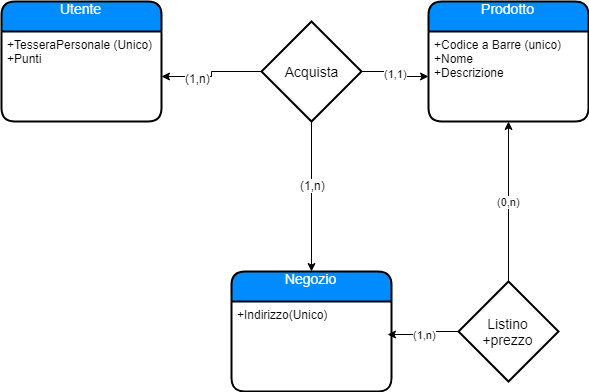 Utente
+TesseraPersonale (Unico)
+Punti
Acquista
Prodotto
+Codice a Barre (unico)
+Nome
+Descrizione
(1,n)
(1,1)
(1,n)
(0,n)
Negozio
+Indirizzo(Unico)
(1,n)
Listino
+prezzo